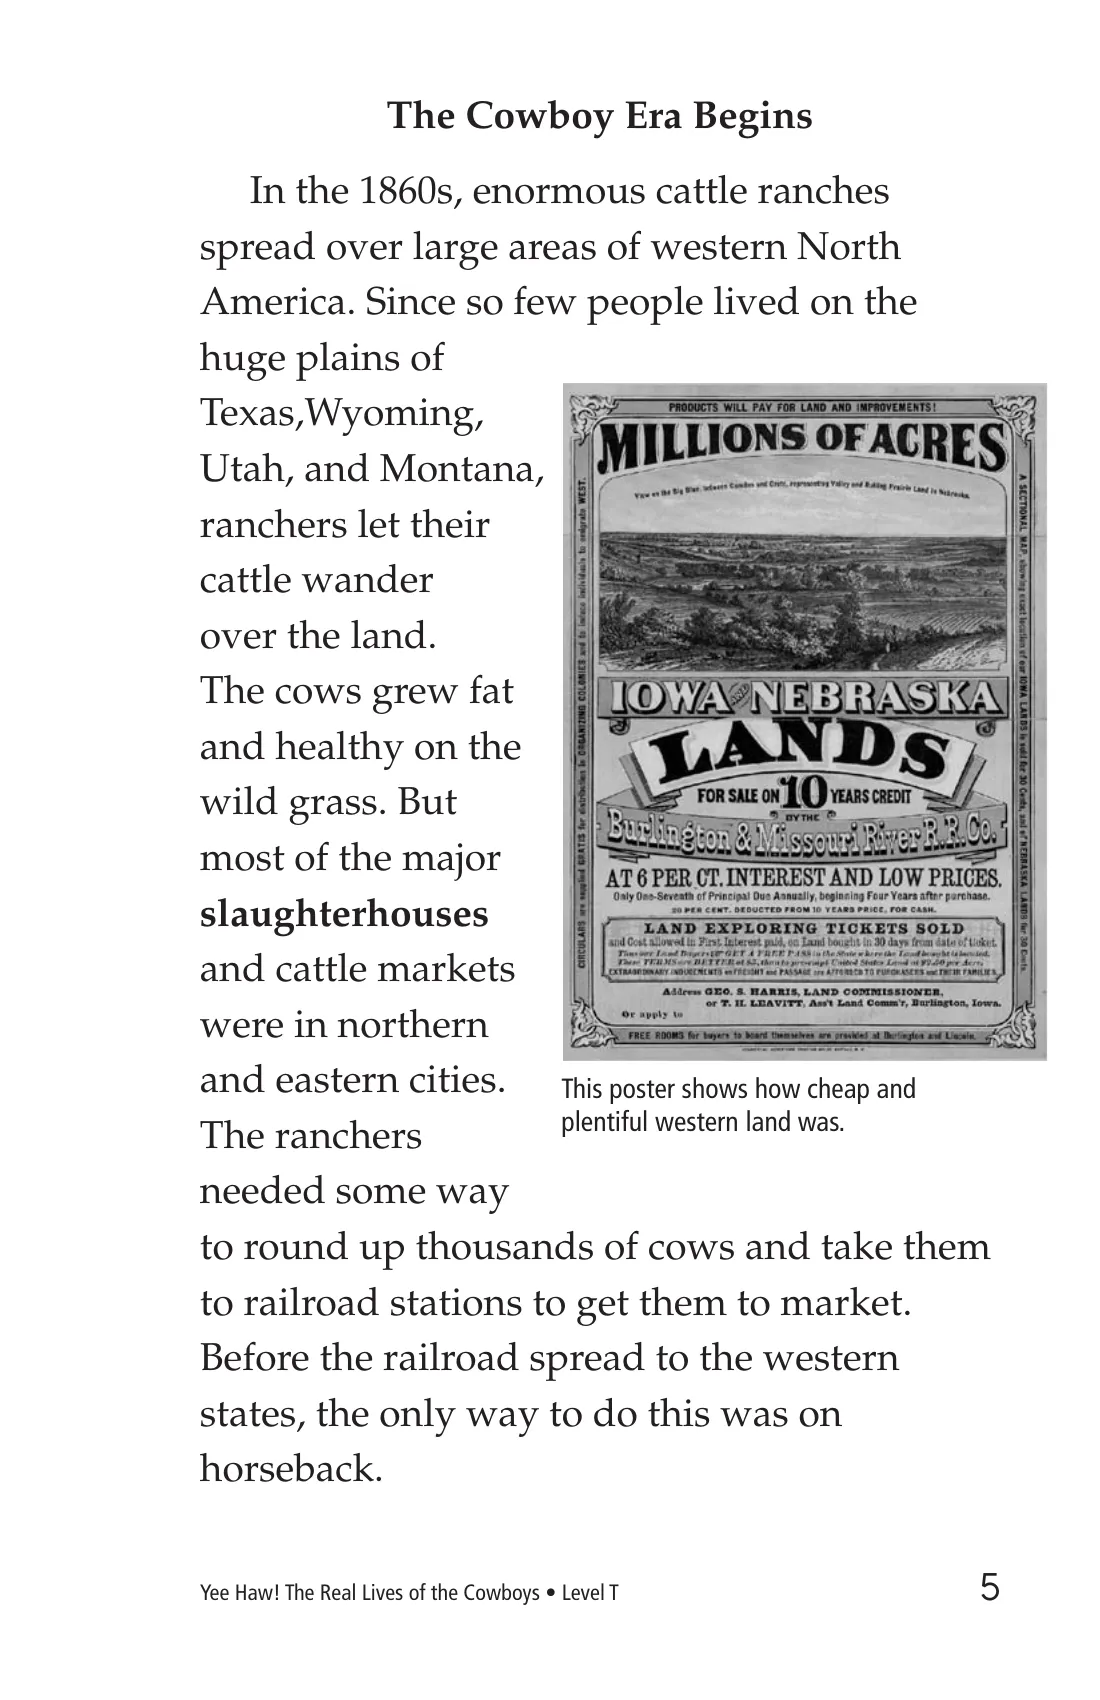 The Cowboy Era Begins
In the 1860s, enormous cattle ranches
spread over large areas of western North
America. Since so few people lived on the
huge plains of
Texas,Wyoming,
Utah, and Montana,
ranchers let their
cattle wander
over the land.
The cows grew fat
and healthy on the
wild grass. But
most of the major
slaughterhouses
and cattle markets
were in northern
and eastern cities.
The ranchers
needed some way
to round up thousands of cows and take them
to railroad stations to get them to market.
Before the railroad spread to the western
states, the only way to do this was on
horseback.
PRODUCTS WILL PAY FOR LAND AND IMPROVEMENTS!
MILLIONS OF ACRES
View on the Big Blue, between Camden and Crete, representing Valley and Rolling Prairie Land in Nebraska.
IOWA AND NEBRASKA
LANDS
FOR SALE ON 10 YEARS CREDIT
BY THE
Burlington & Missouri River R.R.Co.
AT 6 PER CT. INTEREST AND LOW PRICES.
Only One-Seventh of Principal Due Annually, beginning Four Years after purchase.
20 PER CENT. DEDUCTED FROM 10 YEARS PRICE, FOR CASH.
LAND EXPLORING TICKETS SOLD
and Cost allowed in First Interest paid, on Land bought in 30 days from date of ticket.
Thus our Land Buyers GET A FREE PASS in the State where the Land bought is located.
These TERMS are BETTER at $5, than to pre-empt United States Land at $2.50 per Acre.
EXTRAORDINARY INDUCEMENTS on FREIGHT and PASSAGE are AFFORDED TO PURCHASERS and THEIR FAMILIES.
Address GEO. S. HARRIS, LAND COMMISSIONER,
or T. H. LEAVITT, Ass't Land Comm'r, Burlington, Iowa.
Or apply to
FREE ROOMS for buyers to board themselves are provided at Burlington and Lincoln.
CIRCULARS are supplied GRATIS for distribution in ORGANIZING COLONIES and to induce individuals to emigrate WEST.
A SECTIONAL MAP, showing exact location of our IOWA LANDS is sold for 30 Cents, and of NEBRASKA LANDS for 30 Cents.
This poster shows how cheap and
plentiful western land was.
Yee Haw! The Real Lives of the Cowboys • Level T
5